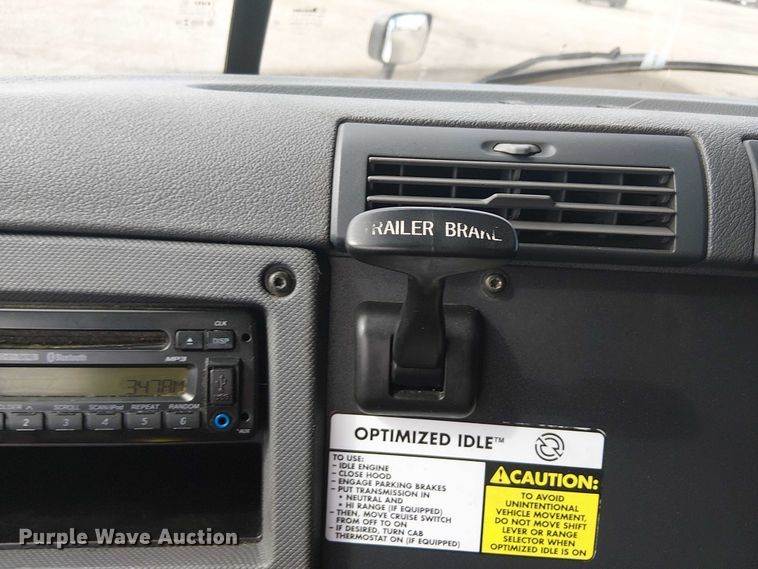 RAILER BRAKE
CLK
DISP
Bluetooth
MP3
3:47AM
SCROLL SCAN/iPod REPEAT RANDOM
2 3 4 5 6
AUX
OPTIMIZED IDLE™
TO USE:
– IDLE ENGINE
– CLOSE HOOD
– ENGAGE PARKING BRAKES
– PUT TRANSMISSION IN
• NEUTRAL AND
• HI RANGE (IF EQUIPPED)
– THEN, MOVE CRUISE SWITCH
FROM OFF TO ON
– IF DESIRED, TURN CAB
THERMOSTAT ON (IF EQUIPPED)
CAUTION:
TO AVOID
UNINTENTIONAL
VEHICLE MOVEMENT,
DO NOT MOVE SHIFT
LEVER OR RANGE
SELECTOR WHEN
OPTIMIZED IDLE IS ON
Purple Wave Auction